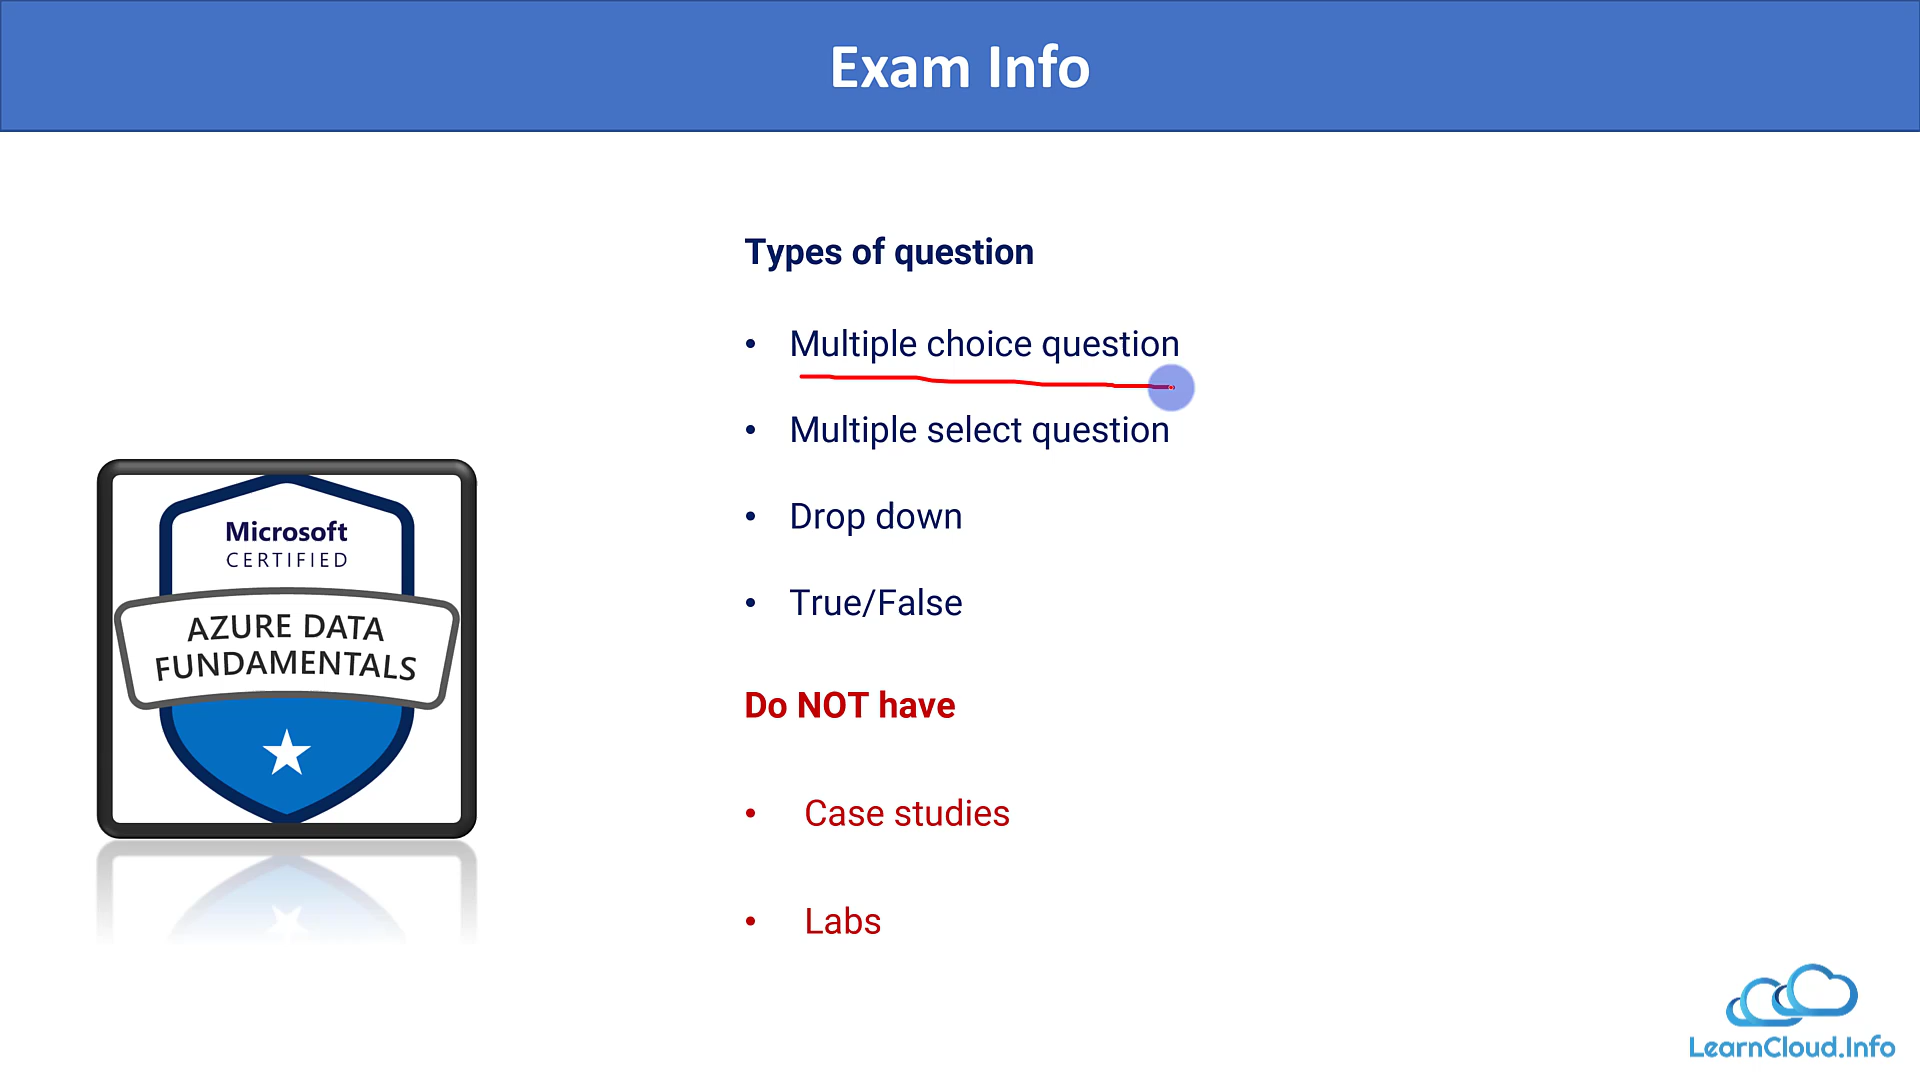 Exam Info
Types of question
• Multiple choice question
• Multiple select question
• Drop down
• True/False
Do NOT have
• Case studies
• Labs
Microsoft
CERTIFIED
AZURE DATA
FUNDAMENTALS
LearnCloud.Info